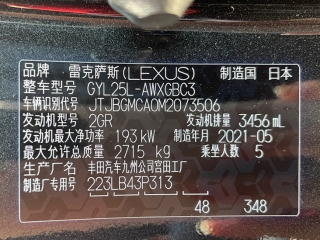 品牌 雷克萨斯(LEXUS) 制造国 日本
整车型号 GYL25L-AWXGBC3
车辆识别代号 JTJBGMCA0M2073506
发动机型号 2GR 发动机排量 3456 mL
发动机最大净功率 193 kW 制造年月 2021-05
最大允许总质量 2715 kg 乘坐人数 5
生产厂名 丰田汽车九州公司宫田工厂
制造厂专用号 223LB43P313
48 348